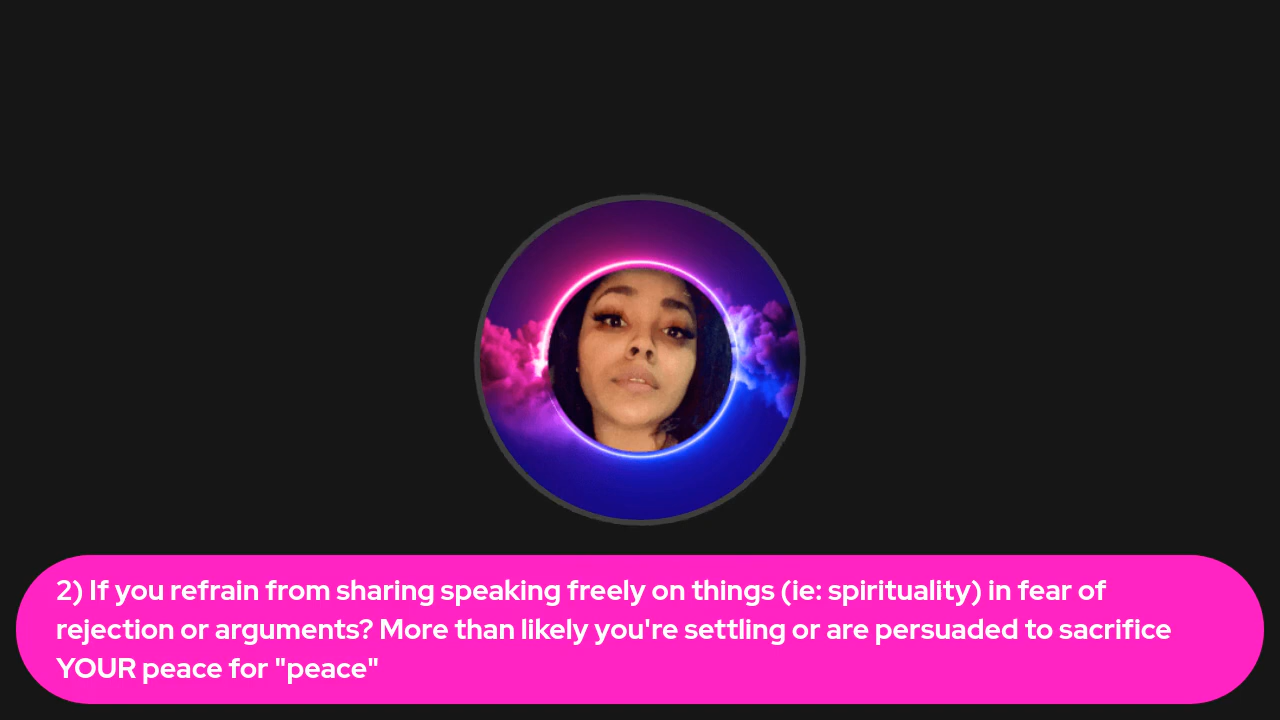 2) If you refrain from sharing speaking freely on things (ie: spirituality) in fear of
rejection or arguments? More than likely you're settling or are persuaded to sacrifice
YOUR peace for "peace"